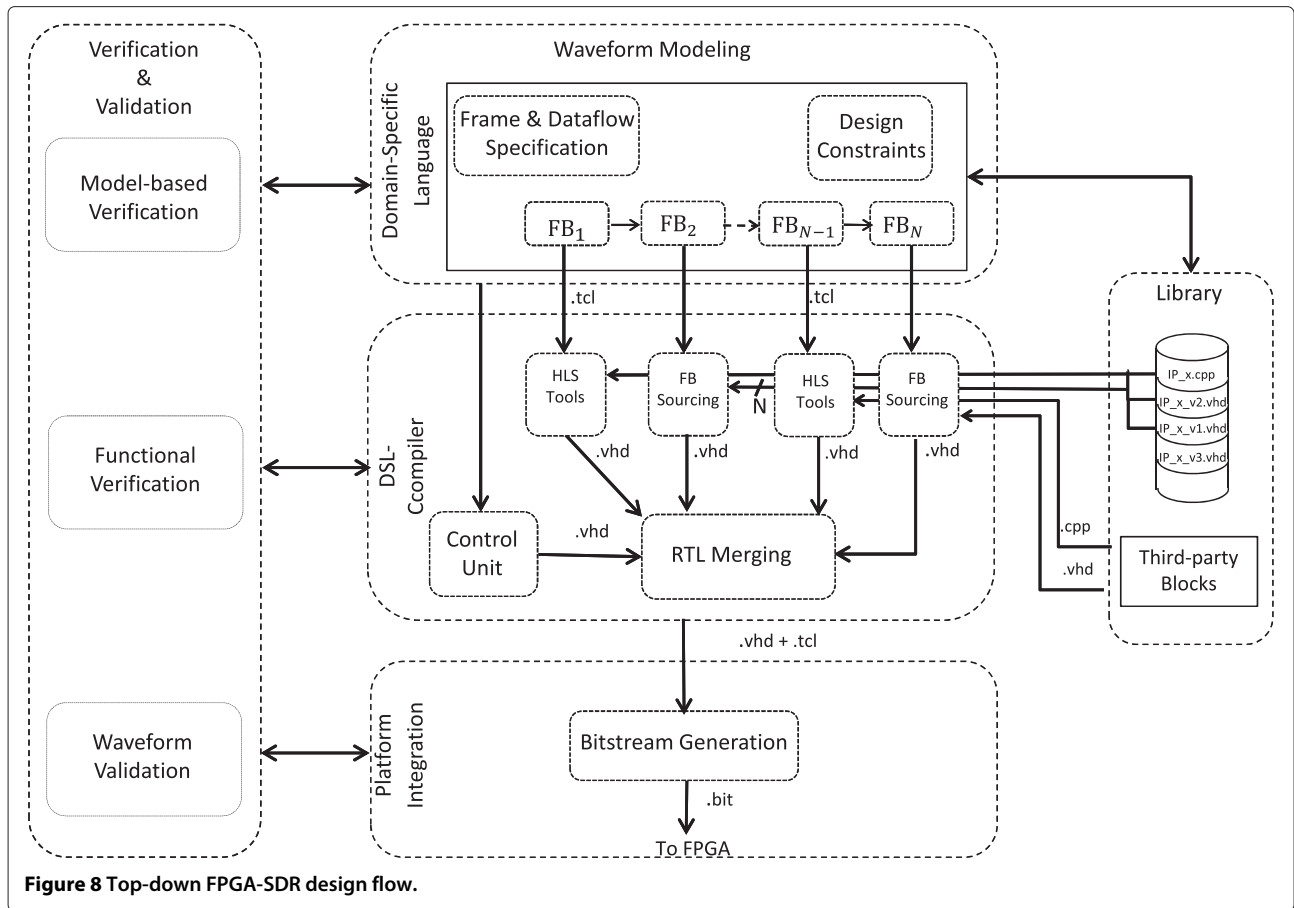 Verification
&
Validation
Model-based
Verification
Functional
Verification
Waveform
Validation
Waveform Modeling
Domain-Specific
Language
Frame & Dataflow
Specification
Design
Constraints
FB1
FB2
FBN−1
FBN
.tcl
.tcl
DSL-
Ccompiler
HLS
Tools
FB
Sourcing
N
HLS
Tools
FB
Sourcing
.vhd
.vhd
.vhd
.vhd
Control
Unit
.vhd
RTL Merging
Library
IP_x.cpp
IP_x_v2.vhd
IP_x_v1.vhd
IP_x_v3.vhd
.cpp
.vhd
Third-party
Blocks
.vhd + .tcl
Platform
Integration
Bitstream Generation
.bit
To FPGA
Figure 8 Top-down FPGA-SDR design flow.